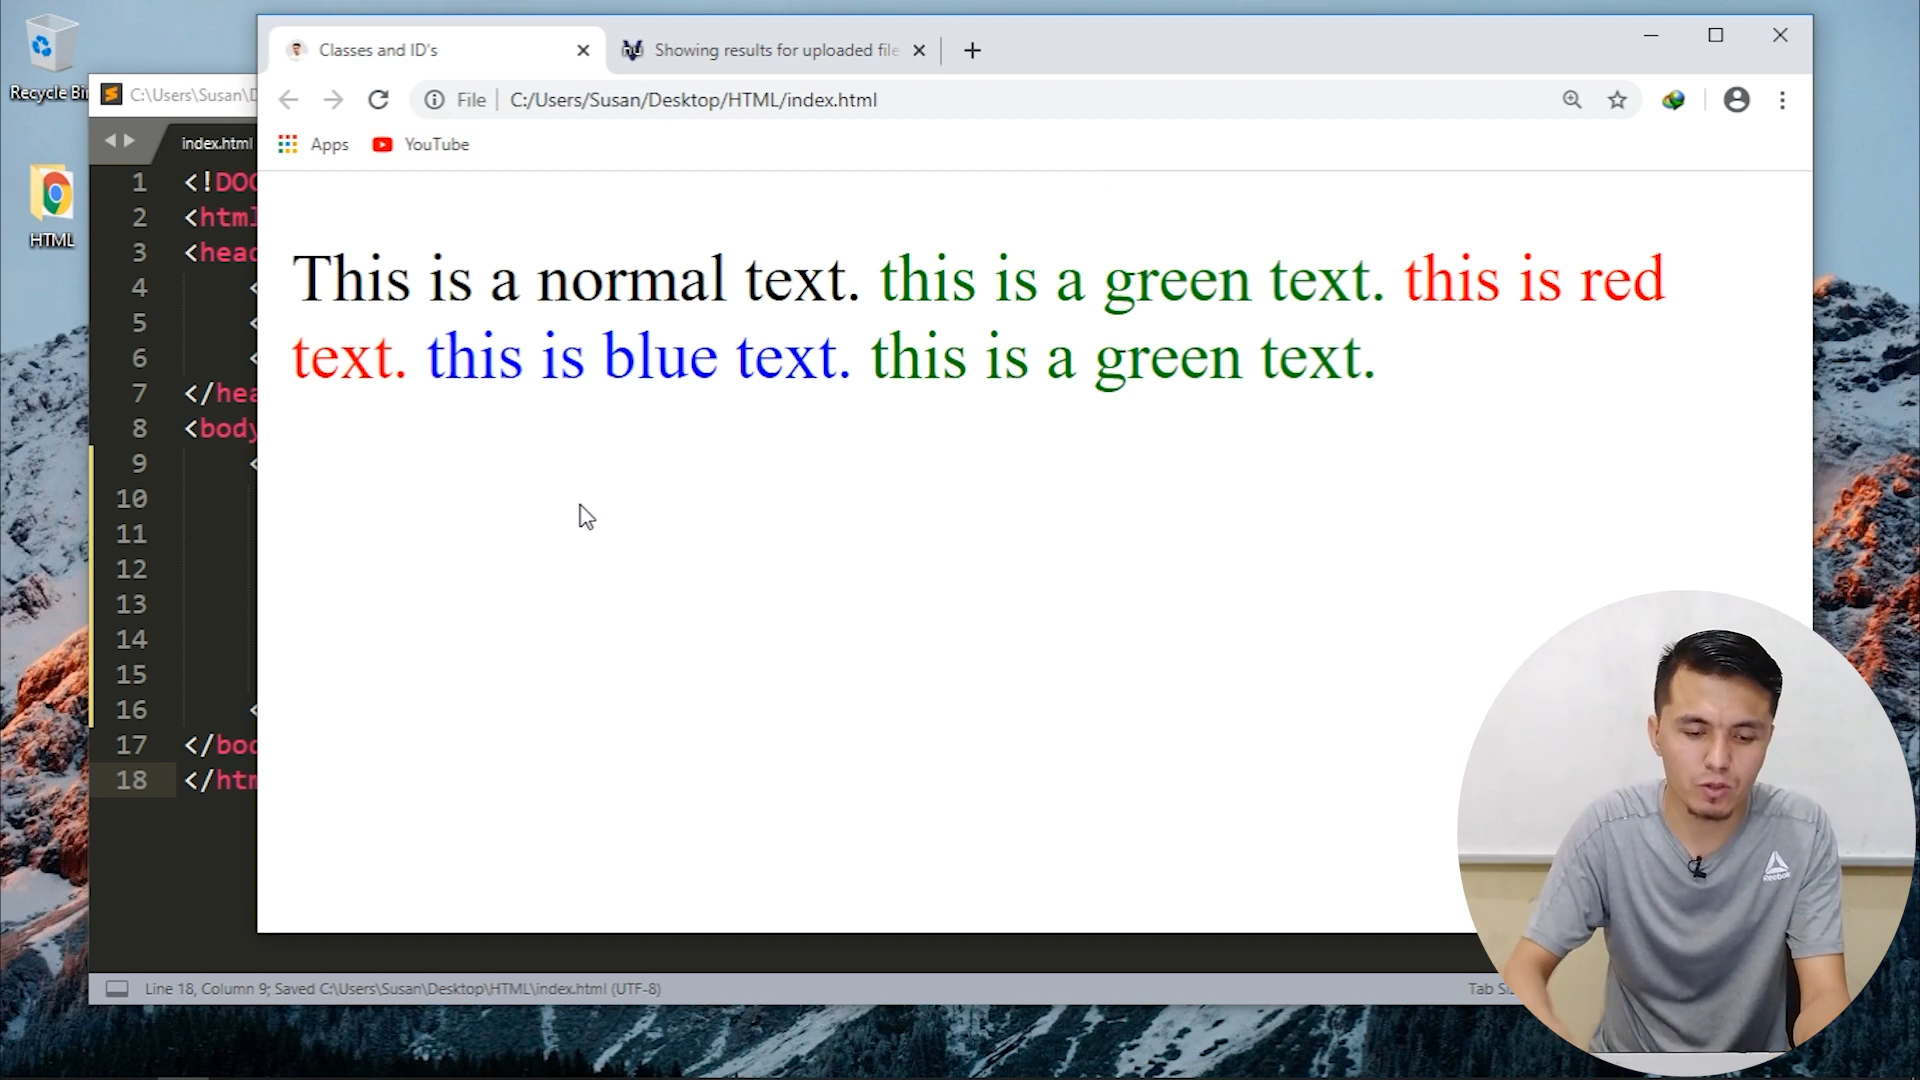 Recycle Bin
HTML
C:\Users\Susan\D
index.html
1 <!DOC
2 <html
3 <head
4 <
5 <
6 <
7 </hea
8 <body
9 <
10
11
12
13
14
15
16 <
17 </bod
18 </htm
Classes and ID's
Showing results for uploaded file
File C:/Users/Susan/Desktop/HTML/index.html
Apps YouTube
This is a normal text. this is a green text. this is red
text. this is blue text. this is a green text.
Reebok
Line 18, Column 9; Saved C:\Users\Susan\Desktop\HTML\index.html (UTF-8)
Tab Si